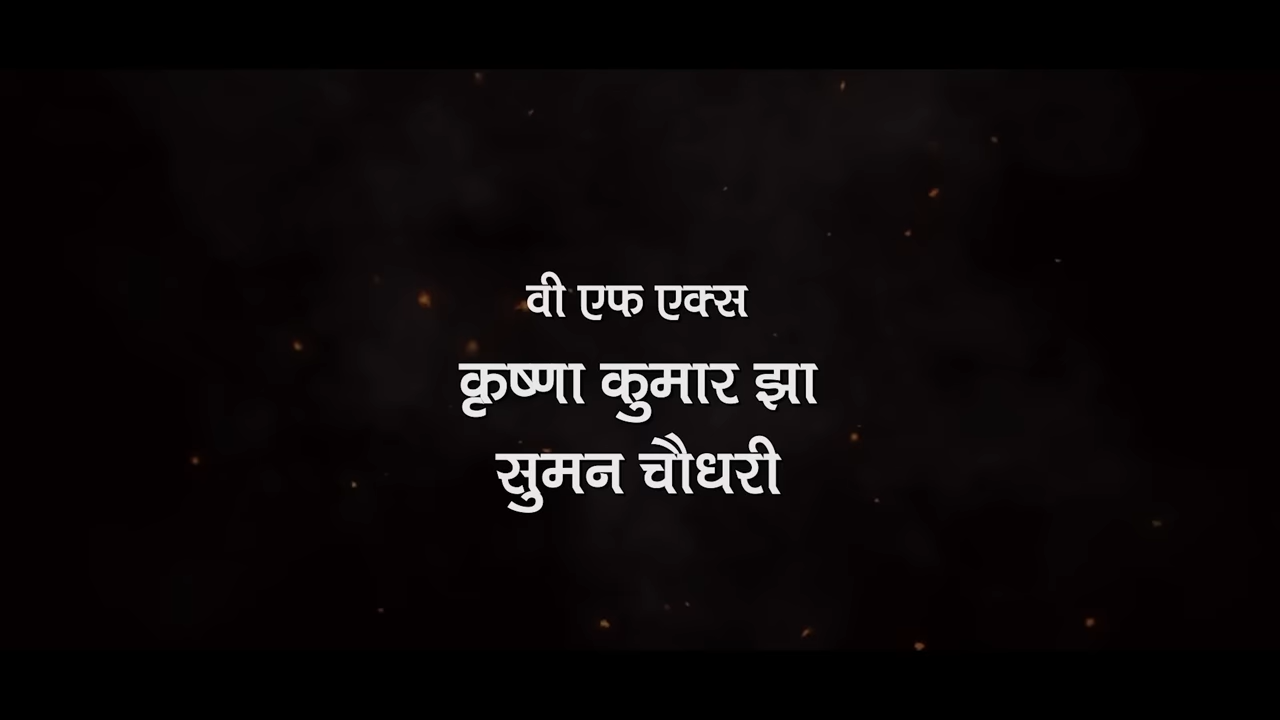 वी एफ एक्स
कृष्णा कुमार झा
सुमन चौधरी